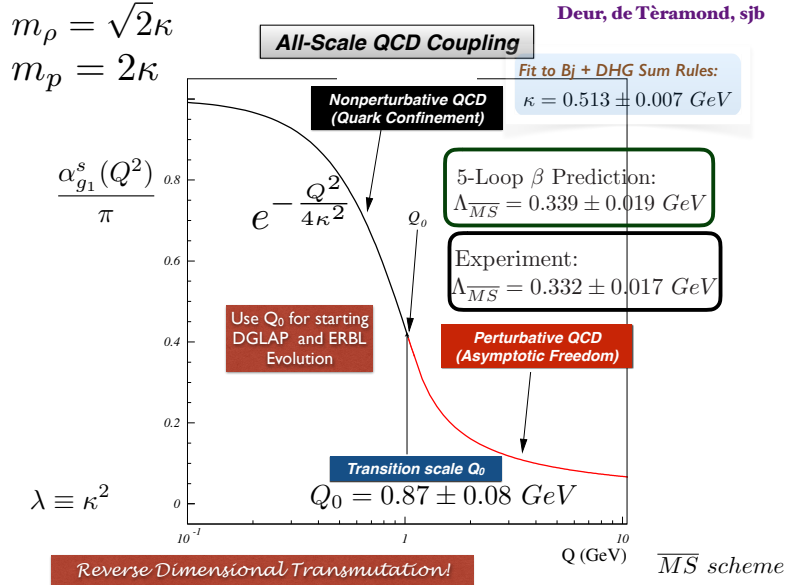 m_ρ = √2κ
m_p = 2κ
Deur, de Tèramond, sjb
All-Scale QCD Coupling
Fit to Bj + DHG Sum Rules:
κ = 0.513 ± 0.007 GeV
Nonperturbative QCD
(Quark Confinement)
α^s_{g_1}(Q^2)
π
0.8
0.6
0.4
0.2
0
e^{-\frac{Q^2}{4κ^2}}
Q_0
5-Loop β Prediction:
Λ_{\overline{MS}} = 0.339 ± 0.019 GeV
Experiment:
Λ_{\overline{MS}} = 0.332 ± 0.017 GeV
Use Q_0 for starting
DGLAP and ERBL
Evolution
Perturbative QCD
(Asymptotic Freedom)
Transition scale Q_0
Q_0 = 0.87 ± 0.08 GeV
λ ≡ κ^2
10^{-1}
1
10
Q (GeV)
Reverse Dimensional Transmutation!
\overline{MS} scheme